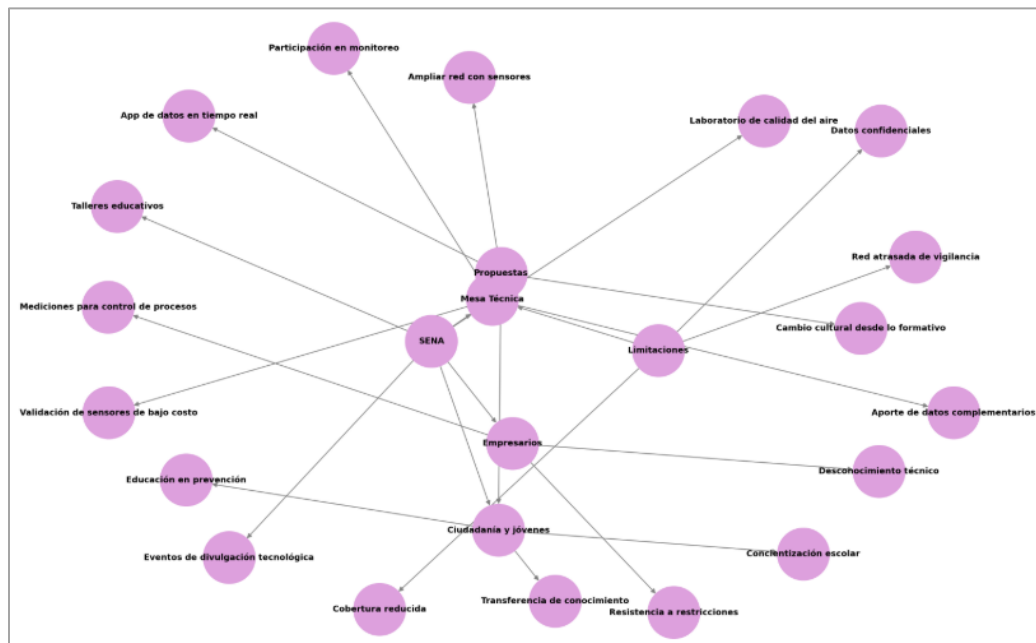 Participación en monitoreo
Ampliar red con sensores
App de datos en tiempo real
Laboratorio de calidad del aire
Datos confidenciales
Talleres educativos
Red atrasada de vigilancia
Propuestas
Mesa Técnica
Mediciones para control de procesos
Cambio cultural desde lo formativo
SENA
Limitaciones
Validación de sensores de bajo costo
Aporte de datos complementarios
Empresarios
Desconocimiento técnico
Educación en prevención
Ciudadanía y jóvenes
Eventos de divulgación tecnológica
Concientización escolar
Cobertura reducida
Transferencia de conocimiento
Resistencia a restricciones